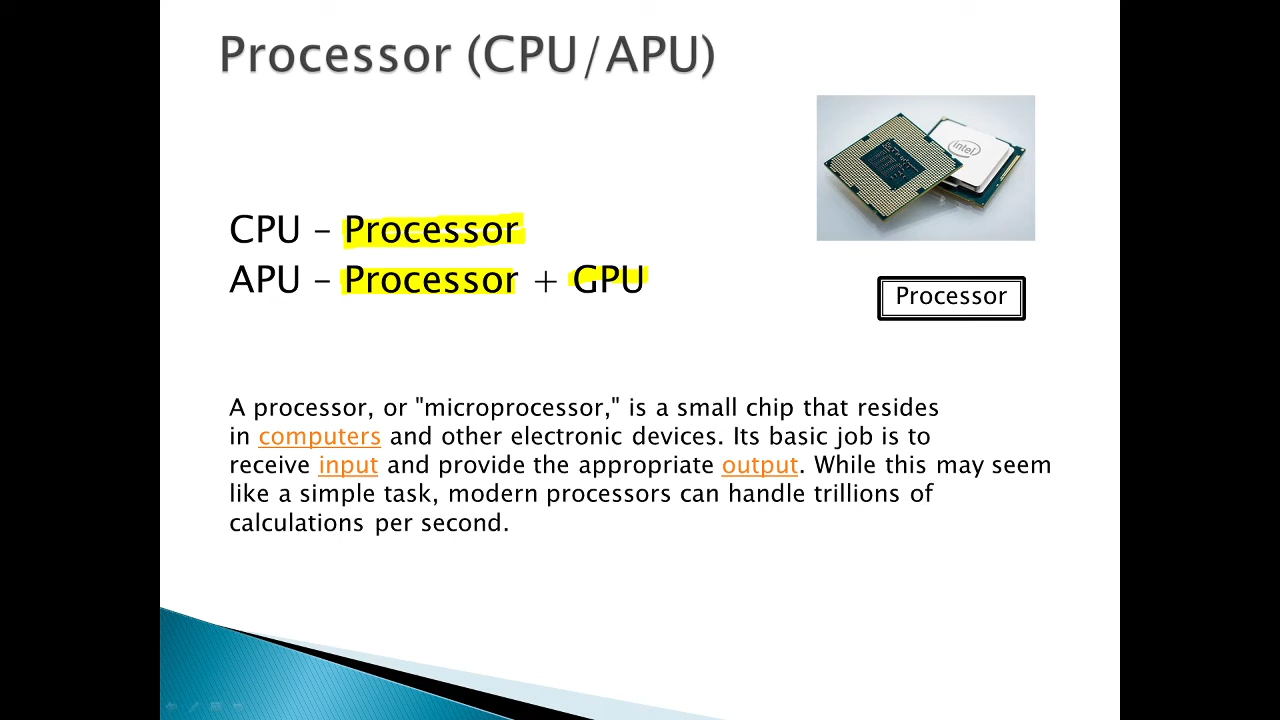 Processor (CPU/APU)
intel
CPU – Processor
APU – Processor + GPU
Processor
A processor, or "microprocessor," is a small chip that resides
in computers and other electronic devices. Its basic job is to
receive input and provide the appropriate output. While this may seem
like a simple task, modern processors can handle trillions of
calculations per second.